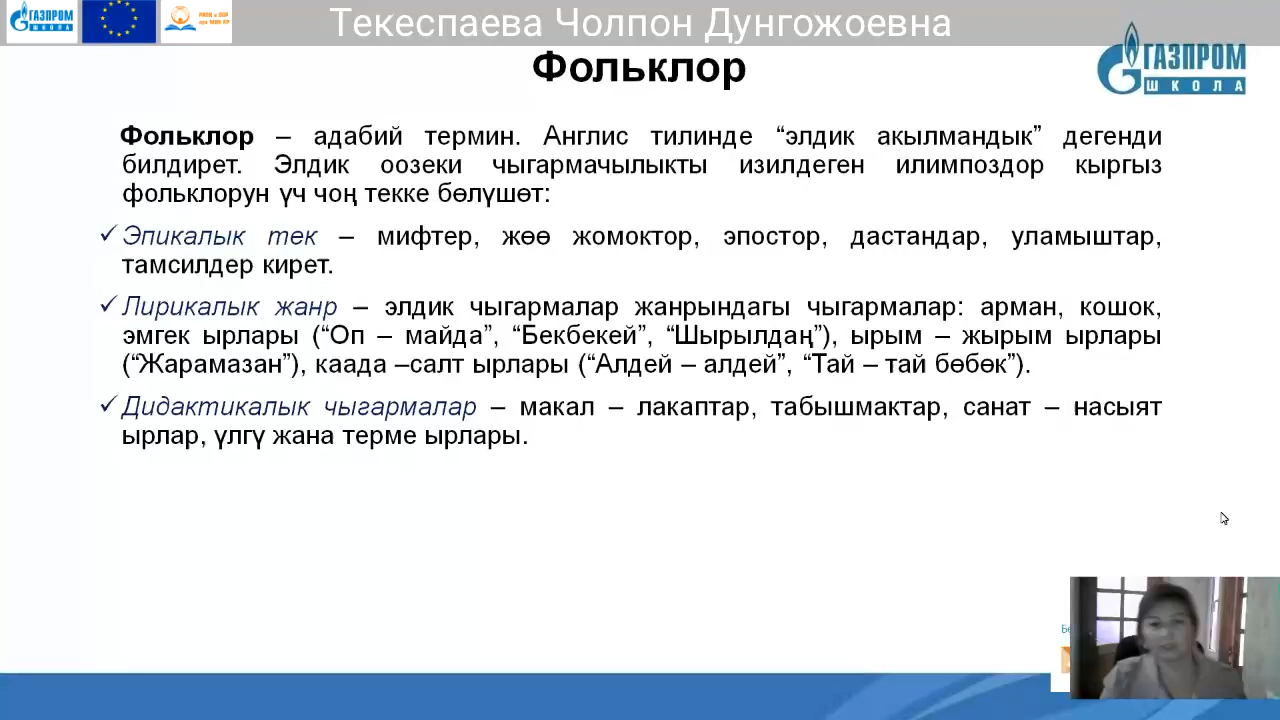 ГАЗПРОМ
ШКОЛА
Текеспаева Чолпон Дунгожоевна
ГАЗПРОМ
ШКОЛА
Фольклор
Фольклор – адабий термин. Англис тилинде “элдик акылмандык” дегенди
билдирет. Элдик оозеки чыгармачылыкты изилдеген илимпоздор кыргыз
фольклорун үч чоң текке бөлүшөт:
✓ Эпикалык тек – мифтер, жөө жомоктор, эпостор, дастандар, уламыштар,
тамсилдер кирет.
✓ Лирикалык жанр – элдик чыгармалар жанрындагы чыгармалар: арман, кошок,
эмгек ырлары (“Оп – майда”, “Бекбекей”, “Шырылдаң”), ырым – жырым ырлары
(“Жарамазан”), каада –салт ырлары (“Алдей – алдей”, “Тай – тай бөбөк”).
✓ Дидактикалык чыгармалар – макал – лакаптар, табышмактар, санат – насыят
ырлар, үлгү жана терме ырлары.